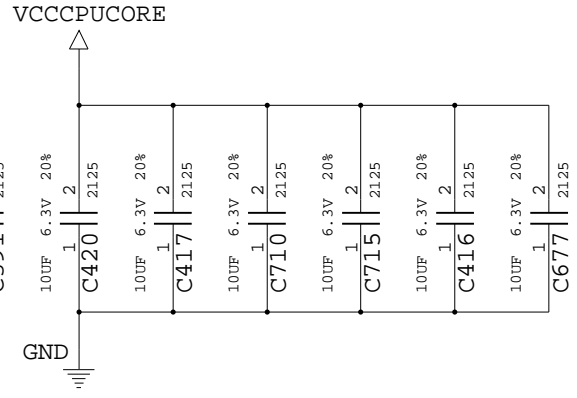 VCCCPUCORE
2125
10UF 6.3V 20%
1 2
C420
2125
10UF 6.3V 20%
1 2
C417
2125
10UF 6.3V 20%
1 2
C710
2125
10UF 6.3V 20%
1 2
C715
2125
10UF 6.3V 20%
1 2
C416
2125
10UF 6.3V 20%
1 2
C677
2125
GND